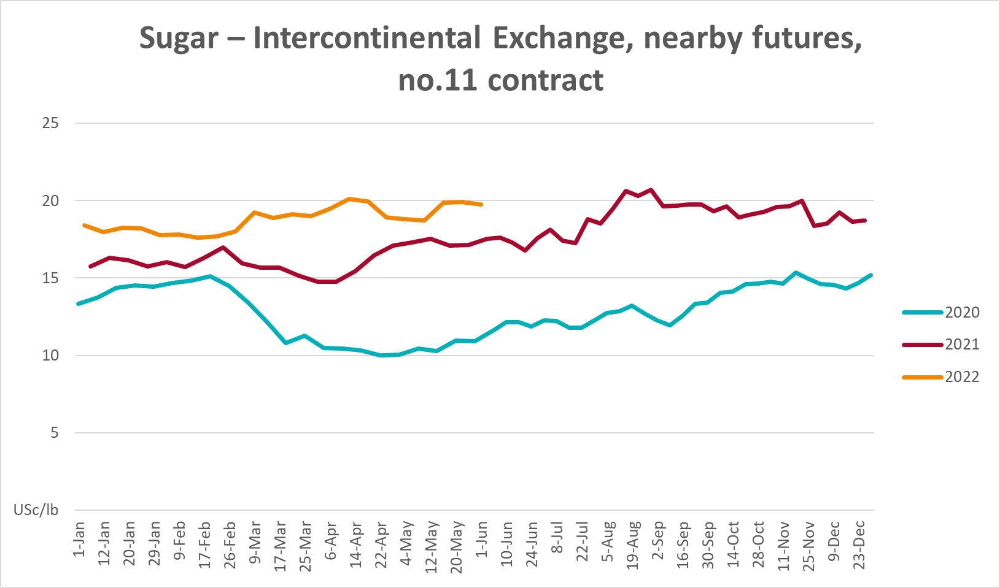 Sugar – Intercontinental Exchange, nearby futures,
no.11 contract
25
20
15
10
5
USc/lb
1-Jan
12-Jan
20-Jan
29-Jan
9-Feb
17-Feb
26-Feb
9-Mar
17-Mar
25-Mar
6-Apr
14-Apr
22-Apr
4-May
12-May
20-May
1-Jun
10-Jun
24-Jun
8-Jul
22-Jul
5-Aug
19-Aug
2-Sep
16-Sep
30-Sep
14-Oct
28-Oct
11-Nov
25-Nov
9-Dec
23-Dec
2020
2021
2022